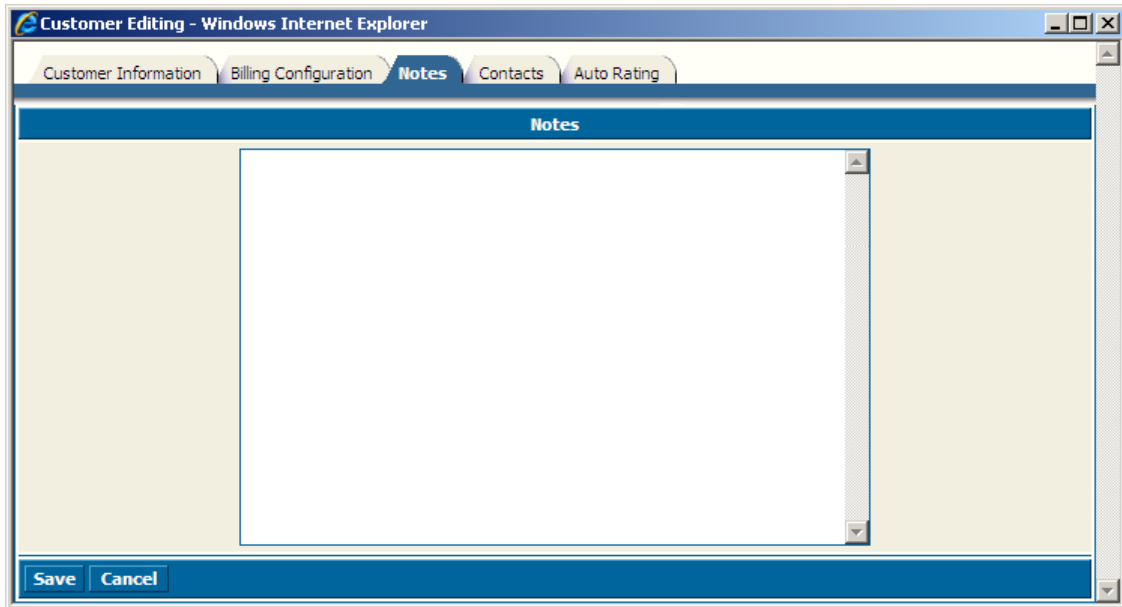 Customer Editing - Windows Internet Explorer
Customer Information Billing Configuration Notes Contacts Auto Rating
Notes
Save Cancel